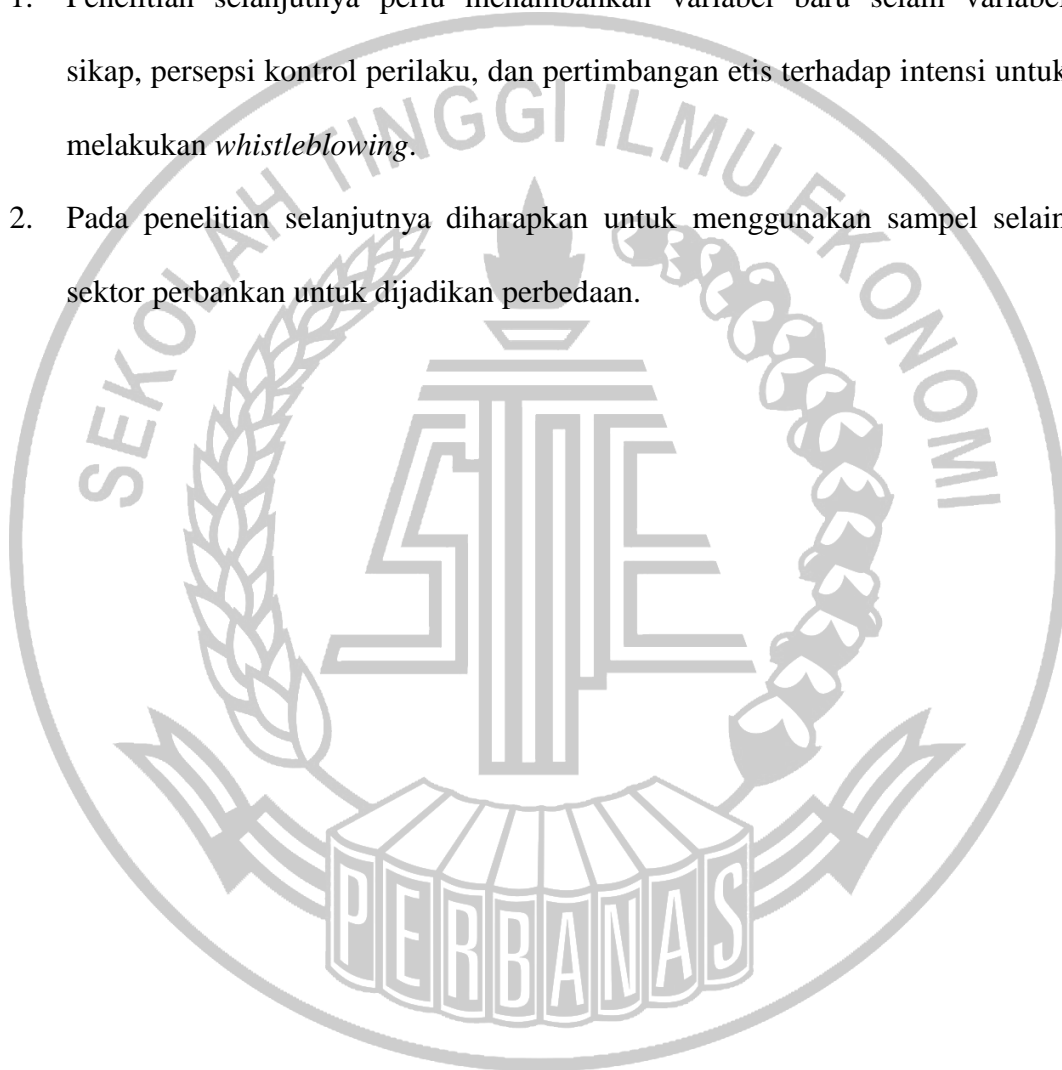 1. Penelitian selanjutnya perlu menambahkan variabel baru selain variabel
sikap, persepsi kontrol perilaku, dan pertimbangan etis terhadap intensi untuk
melakukan whistleblowing.
2. Pada penelitian selanjutnya diharapkan untuk menggunakan sampel selain
sektor perbankan untuk dijadikan perbedaan.
SEKOLAH TINGGI ILMU EKONOMI
STIE
PERBANAS